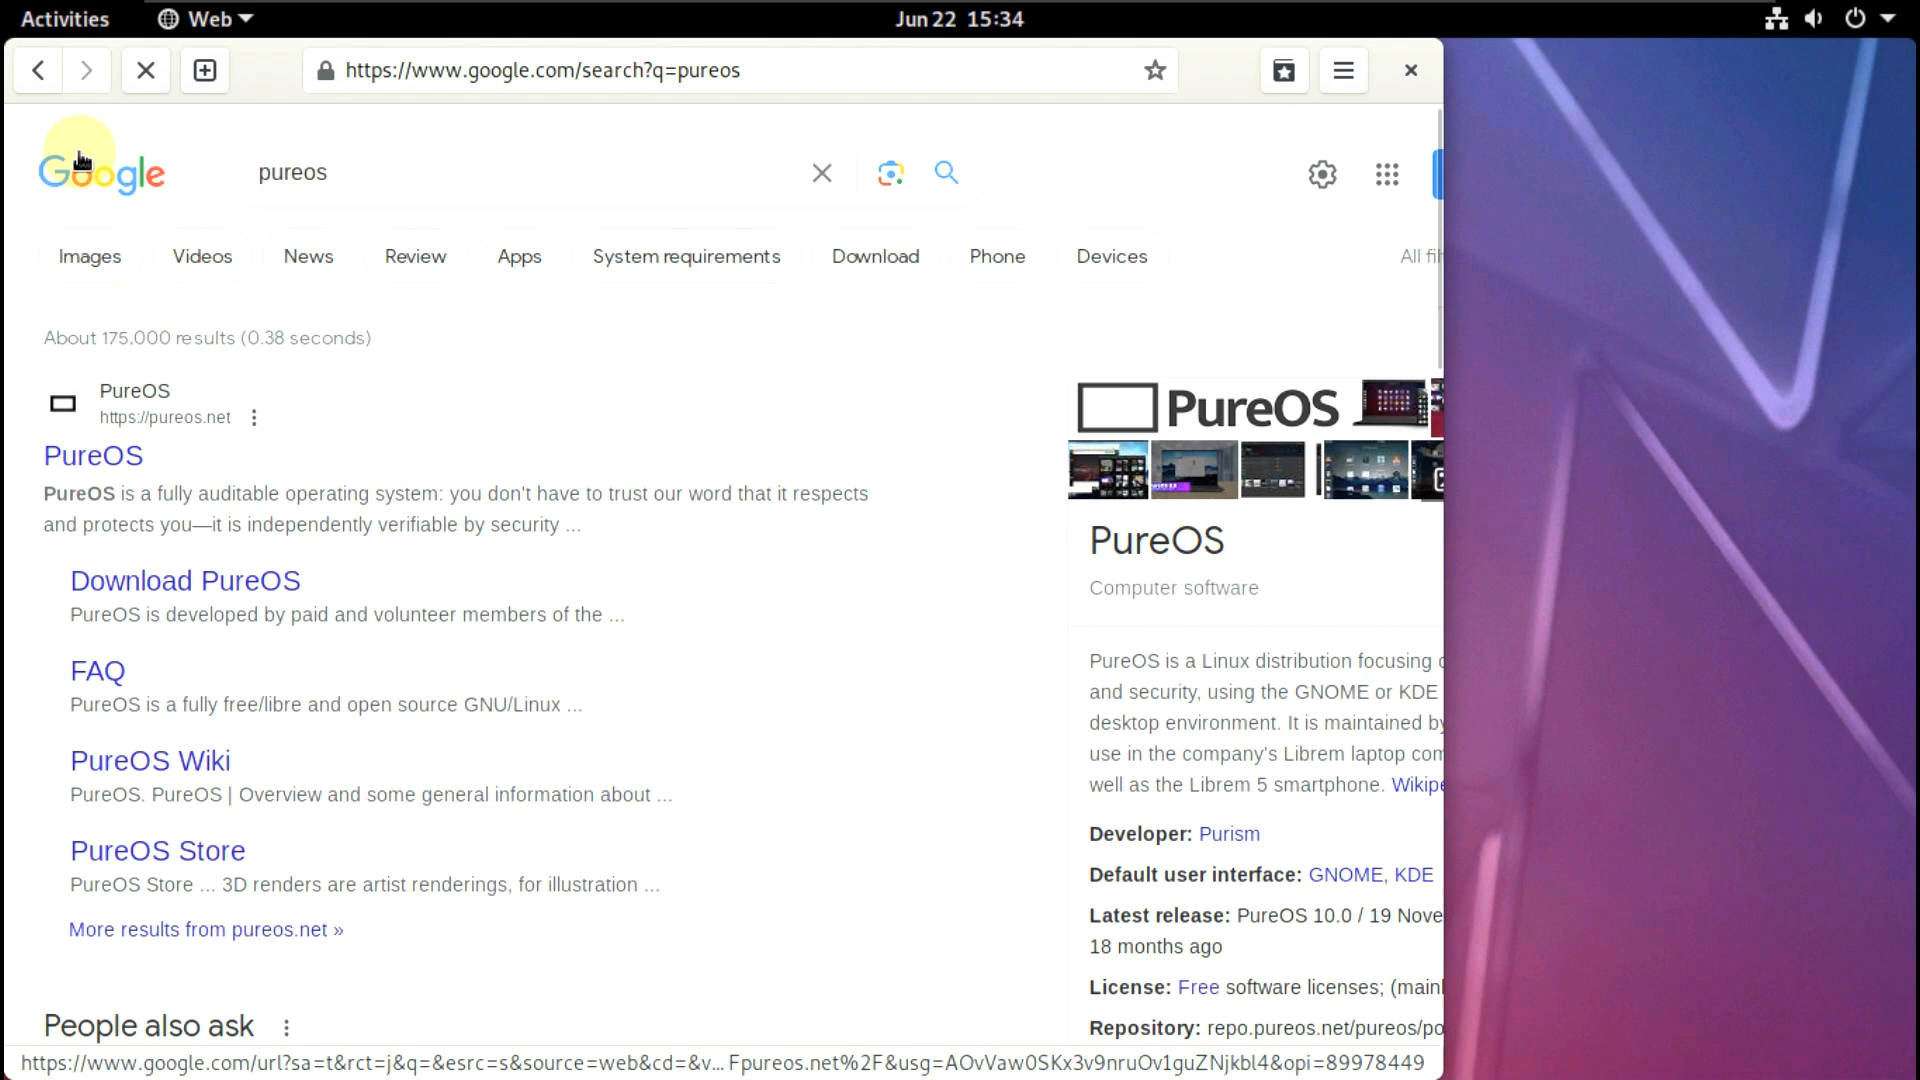 Activities
Web
Jun 22 15:34
https://www.google.com/search?q=pureos
Google
pureos
Images
Videos
News
Review
Apps
System requirements
Download
Phone
Devices
All fil
About 175,000 results (0.38 seconds)
PureOS
https://pureos.net
PureOS
PureOS is a fully auditable operating system: you don't have to trust our word that it respects
and protects you—it is independently verifiable by security ...
Download PureOS
PureOS is developed by paid and volunteer members of the ...
FAQ
PureOS is a fully free/libre and open source GNU/Linux ...
PureOS Wiki
PureOS. PureOS | Overview and some general information about ...
PureOS Store
PureOS Store ... 3D renders are artist renderings, for illustration ...
More results from pureos.net »
People also ask
PureOS
PureOS
Computer software
PureOS is a Linux distribution focusing
and security, using the GNOME or KDE
desktop environment. It is maintained by
use in the company's Librem laptop com
well as the Librem 5 smartphone. Wikipe
Developer: Purism
Default user interface: GNOME, KDE
Latest release: PureOS 10.0 / 19 Nove
18 months ago
License: Free software licenses; (mainl
Repository: repo.pureos.net/pureos/po
https://www.google.com/url?sa=t&rct=j&q=&esrc=s&source=web&cd=&v... Fpureos.net%2F&usg=AOvVaw0SKx3v9nruOv1guZNjkbl4&opi=89978449